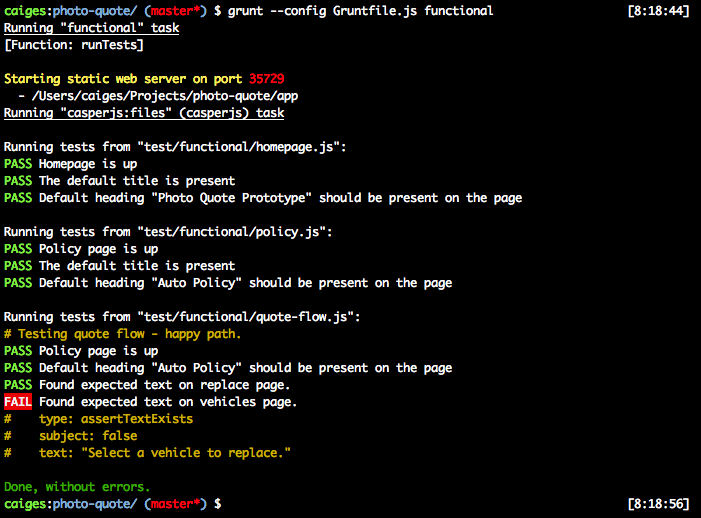 caiges:photo-quote/ (master*) $ grunt --config Gruntfile.js functional [8:18:44]
Running "functional" task
[Function: runTests]
Starting static web server on port 35729
- /Users/caiges/Projects/photo-quote/app
Running "casperjs:files" (casperjs) task
Running tests from "test/functional/homepage.js":
PASS Homepage is up
PASS The default title is present
PASS Default heading "Photo Quote Prototype" should be present on the page
Running tests from "test/functional/policy.js":
PASS Policy page is up
PASS The default title is present
PASS Default heading "Auto Policy" should be present on the page
Running tests from "test/functional/quote-flow.js":
# Testing quote flow - happy path.
PASS Policy page is up
PASS Default heading "Auto Policy" should be present on the page
PASS Found expected text on replace page.
FAIL Found expected text on vehicles page.
#    type: assertTextExists
#    subject: false
#    text: "Select a vehicle to replace."
Done, without errors.
caiges:photo-quote/ (master*) $ [8:18:56]